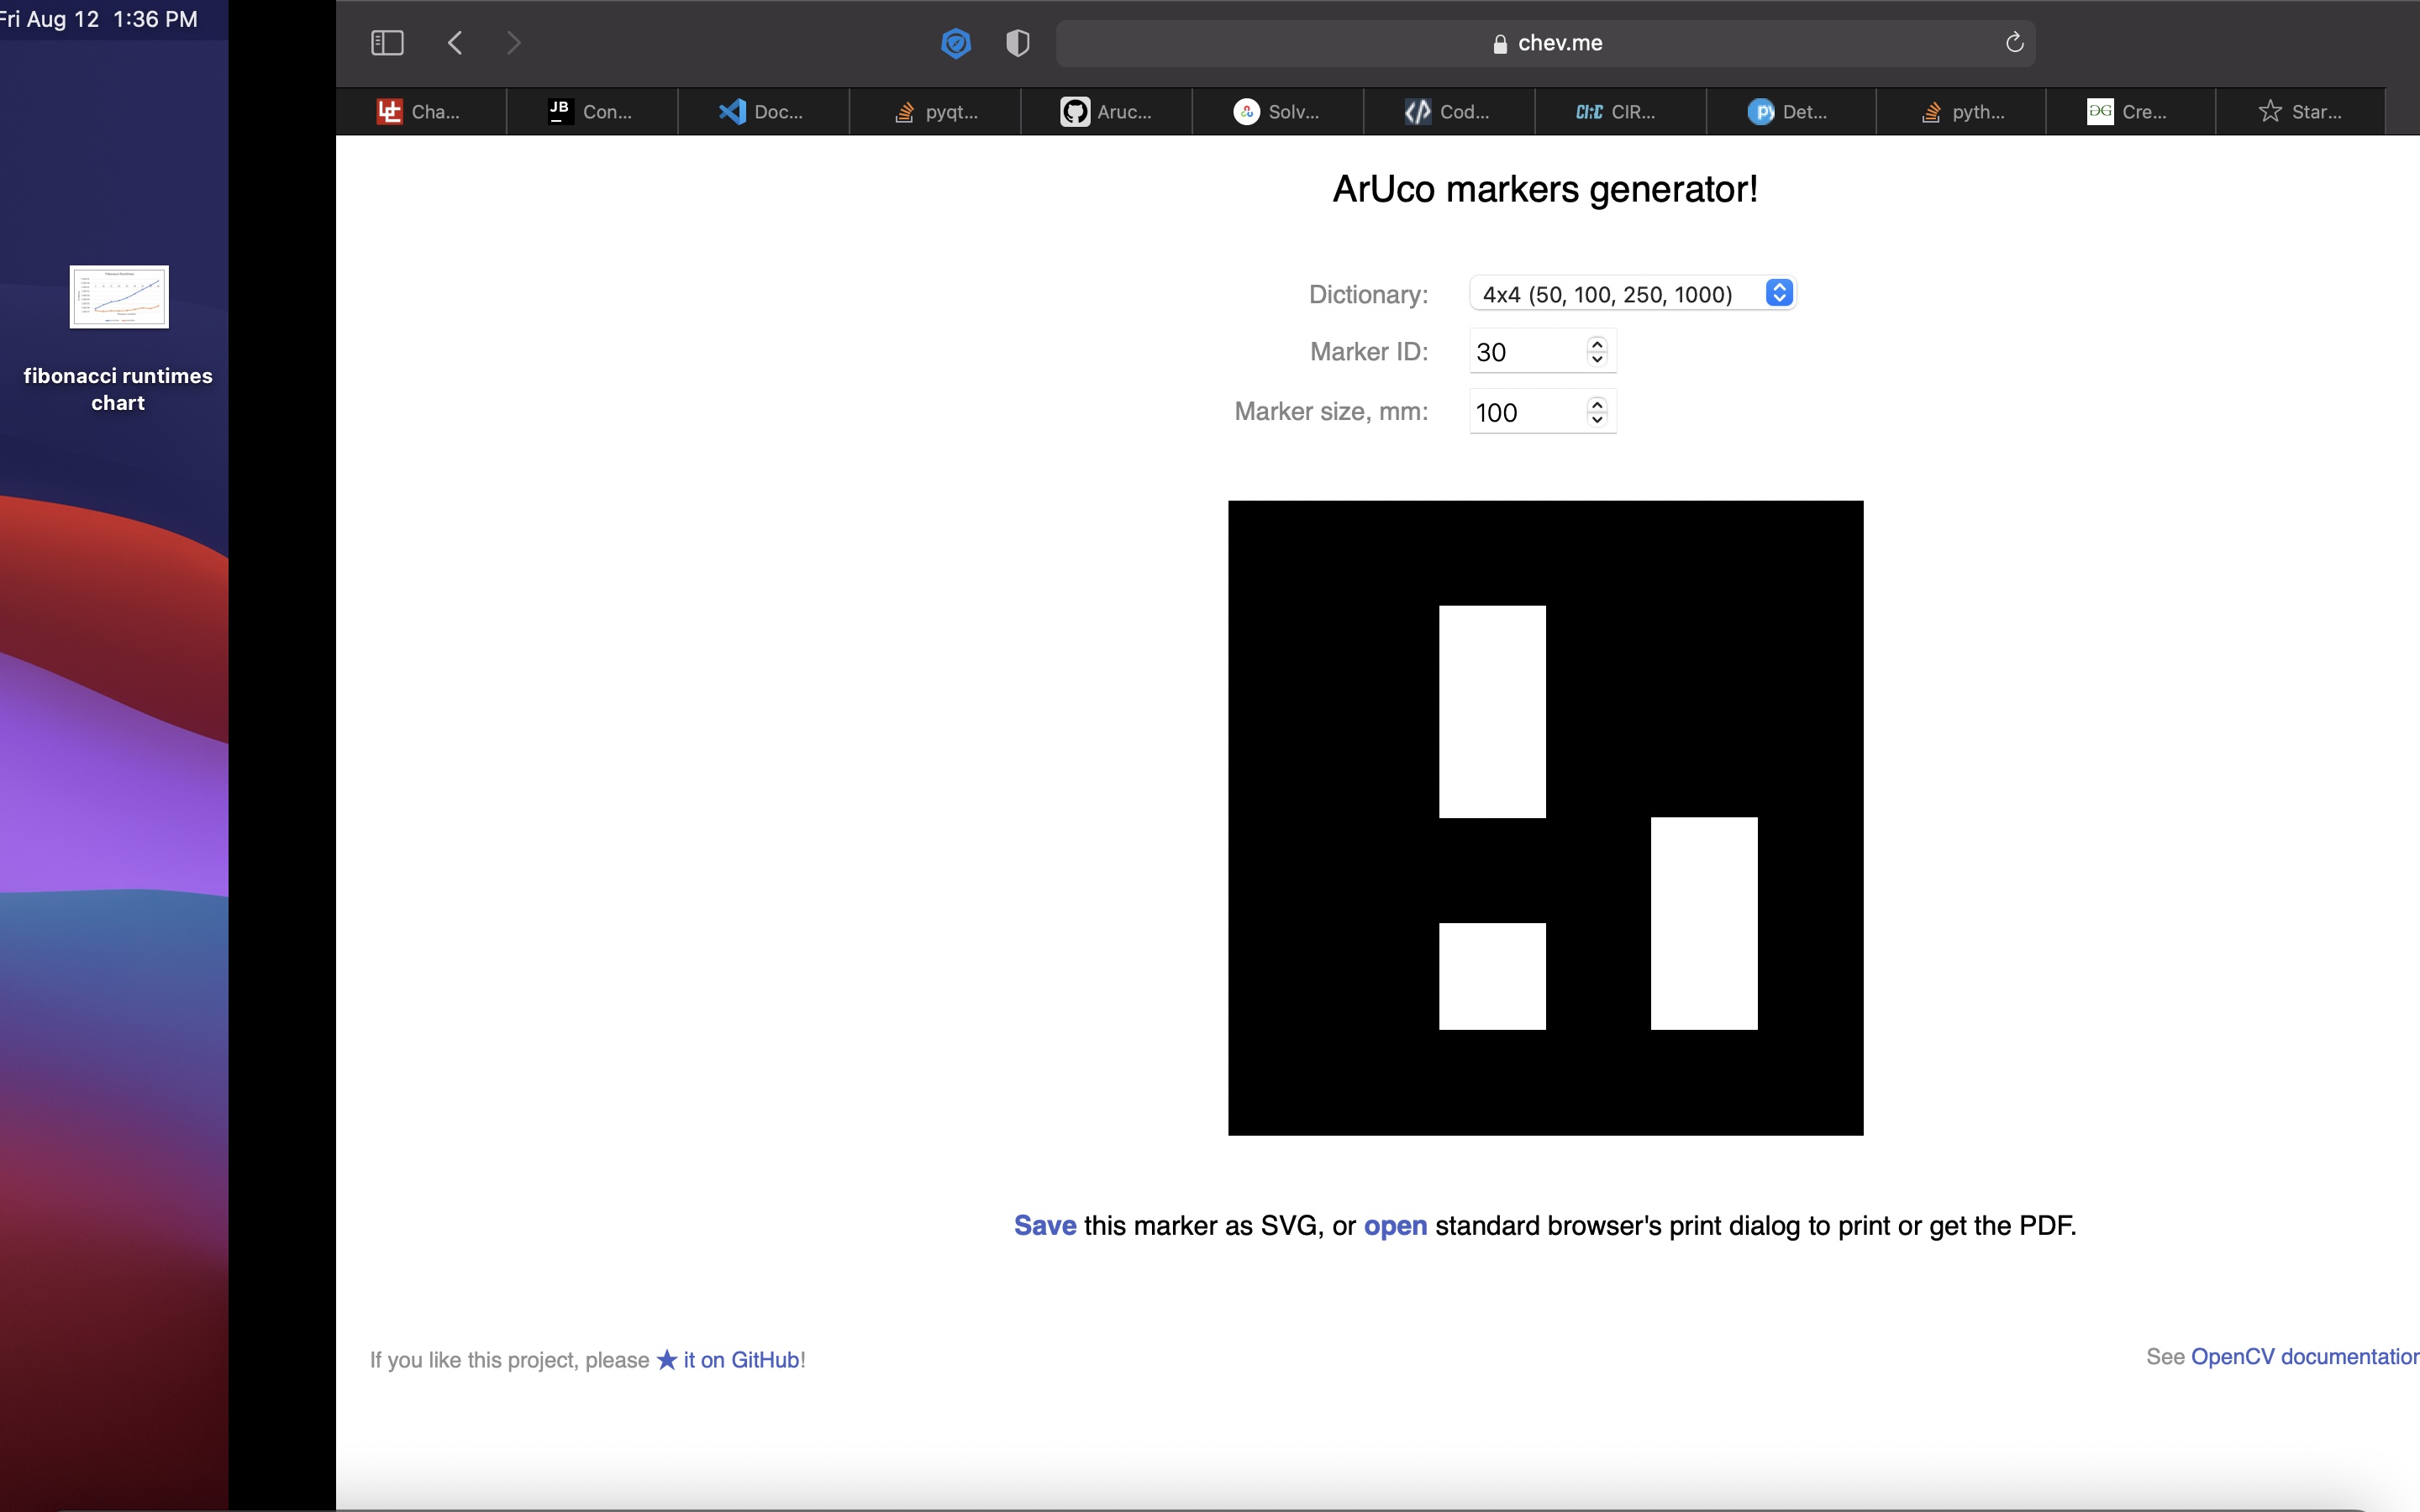 Fri Aug 12 1:36 PM
fibonacci runtimes
chart
chev.me
Cha...
JB Con...
Doc...
pyqt...
Aruc...
Solv...
Cod...
CIR...
Det...
pyth...
Cre...
Star...
ArUco markers generator!
Dictionary: 4x4 (50, 100, 250, 1000)
Marker ID: 30
Marker size, mm: 100
Save this marker as SVG, or open standard browser's print dialog to print or get the PDF.
If you like this project, please ★ it on GitHub!
See OpenCV documentation